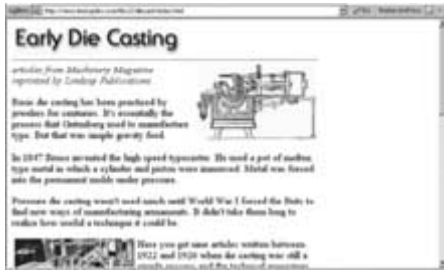 Early Die Casting
articles from Machinery Magazine
reprinted by Lindsay Publications
die casting has been practiced by
jewelers for centuries. It's essentially the
process that Gutenberg used to manufacture
type. But that was simple gravity feed.
In 1847 invented the high speed typecaster. He used a pot of molten
type metal in which a cylinder and piston were immersed. Metal was forced
into the permanent molds under pressure.
Pressure die casting wasn't used much until World War I forced the Brits to
find new ways of manufacturing armaments. It didn't take them long to
realize how useful a technique it could be.
Here you get nine articles written between
1922 and 1920 when die casting was still a
and the technical